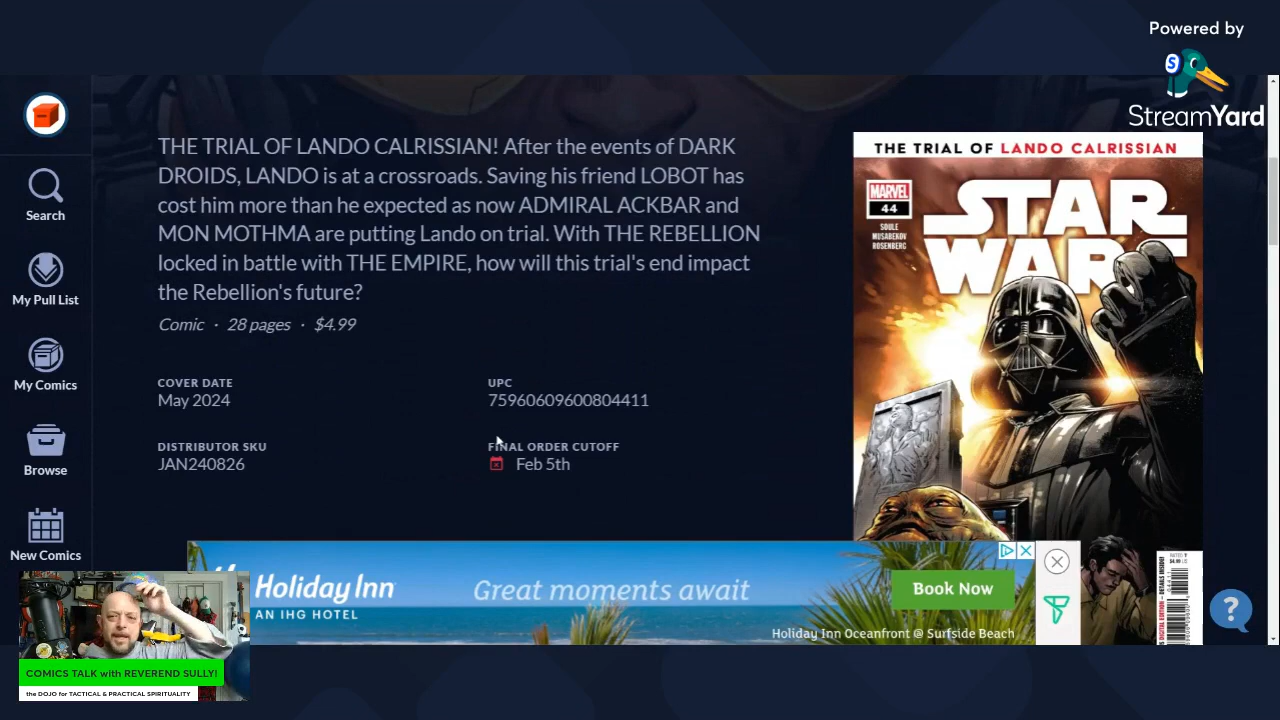 Powered by
StreamYard
Search
My Pull List
My Comics
Browse
New Comics
THE TRIAL OF LANDO CALRISSIAN! After the events of DARK
DROIDS, LANDO is at a crossroads. Saving his friend LOBOT has
cost him more than he expected as now ADMIRAL ACKBAR and
MON MOTHMA are putting Lando on trial. With THE REBELLION
locked in battle with THE EMPIRE, how will this trial's end impact
the Rebellion's future?
Comic · 28 pages · $4.99
COVER DATE
May 2024
UPC
75960609600804411
DISTRIBUTOR SKU
JAN240826
FINAL ORDER CUTOFF
Feb 5th
THE TRIAL OF LANDO CALRISSIAN
MARVEL
44
SOULE
MUSABEKOV
ROSENBERG
STAR
WARS
Holiday Inn
AN IHG HOTEL
Great moments await
Book Now
Holiday Inn Oceanfront @ Surfside Beach
COMICS TALK with REVEREND SULLY!
the DOJO for TACTICAL & PRACTICAL SPIRITUALITY